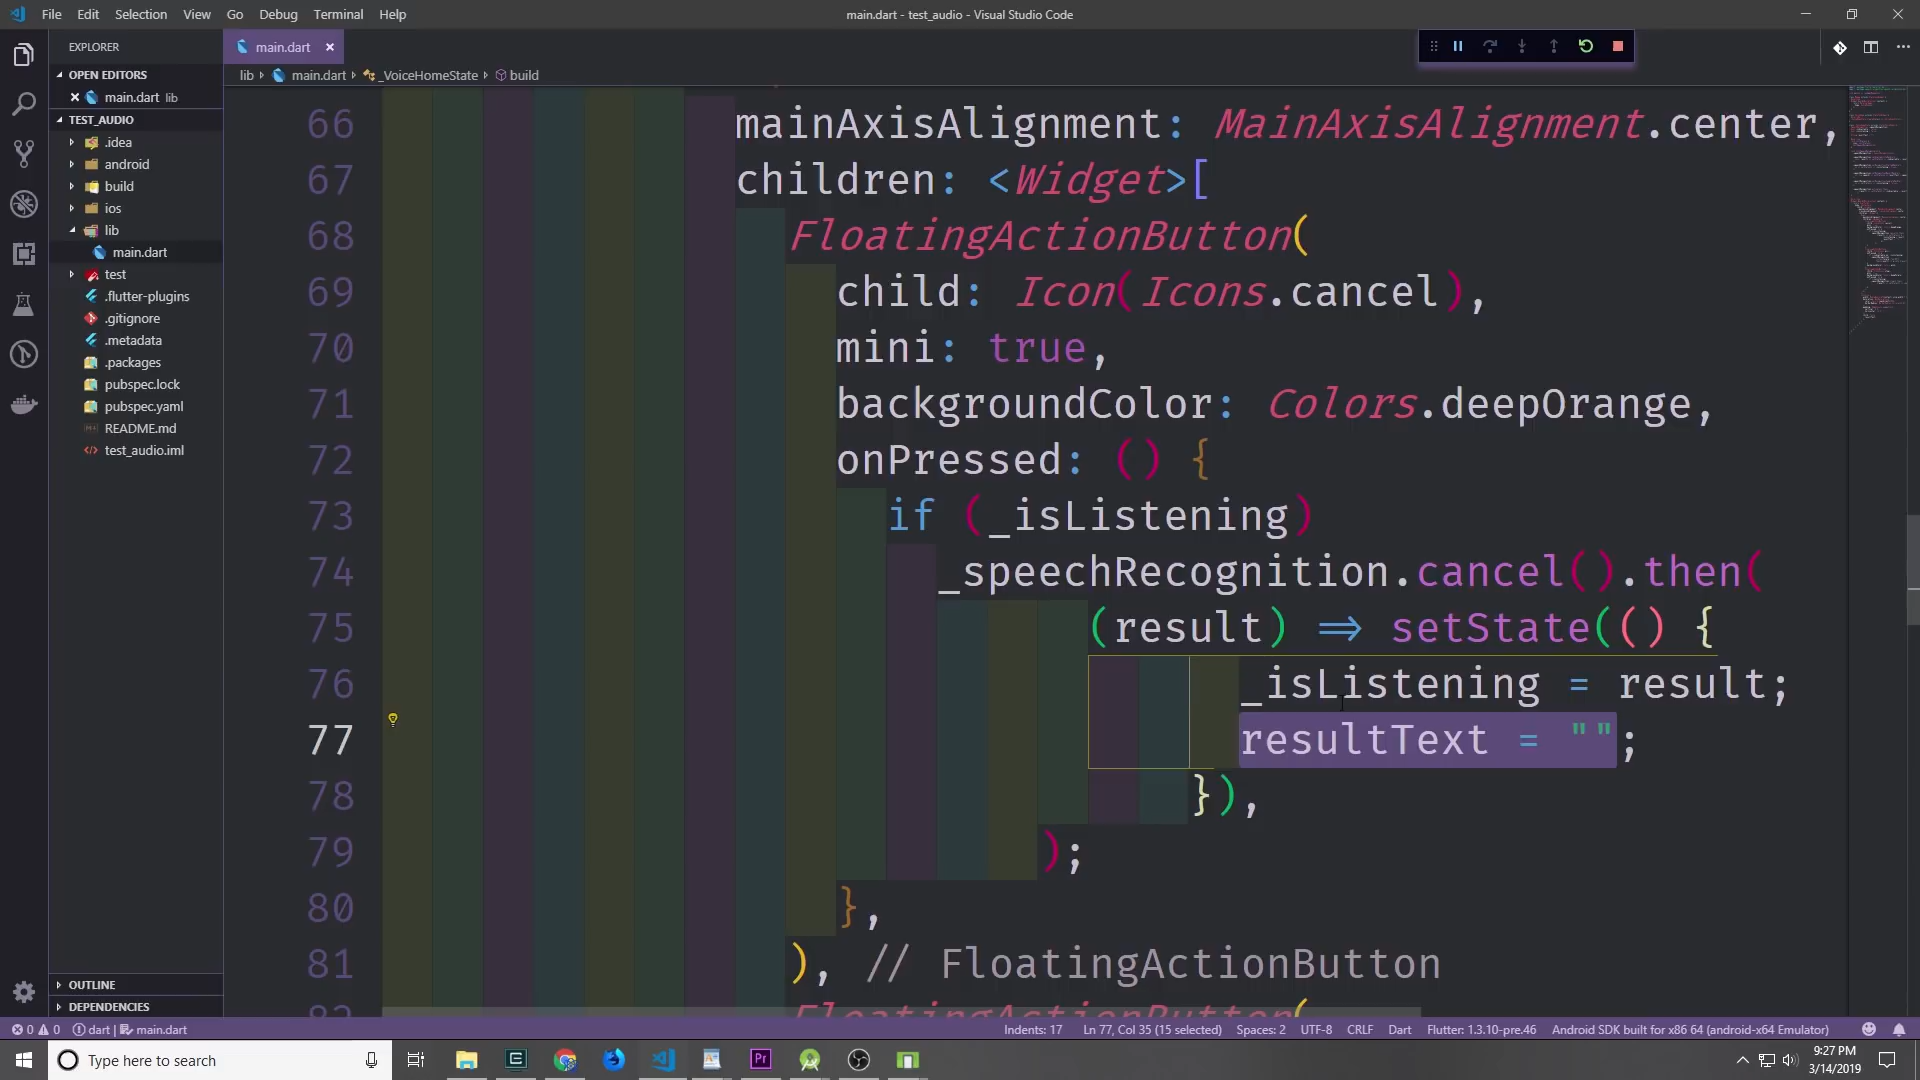 File Edit Selection View Go Debug Terminal Help
main.dart - test_audio - Visual Studio Code
EXPLORER
OPEN EDITORS
main.dart lib
TEST_AUDIO
.idea
android
build
ios
lib
main.dart
test
.flutter-plugins
.gitignore
.metadata
.packages
pubspec.lock
pubspec.yaml
README.md
test_audio.iml
OUTLINE
DEPENDENCIES
main.dart
lib main.dart _VoiceHomeState build
66 mainAxisAlignment: MainAxisAlignment.center,
67 children: <Widget>[
68 FloatingActionButton(
69 child: Icon(Icons.cancel),
70 mini: true,
71 backgroundColor: Colors.deepOrange,
72 onPressed: () {
73 if (_isListening)
74 _speechRecognition.cancel().then(
75 (result) => setState(() {
76 _isListening = result;
77 resultText = "";
78 }),
79 );
80 },
81 ), // FloatingActionButton
82 FloatingActionButton(
0 0 dart | main.dart
Indents: 17 Ln 77, Col 35 (15 selected) Spaces: 2 UTF-8 CRLF Dart Flutter: 1.3.10-pre.46 Android SDK built for x86 64 (android-x64 Emulator)
Type here to search
Pr
9:27 PM
3/14/2019